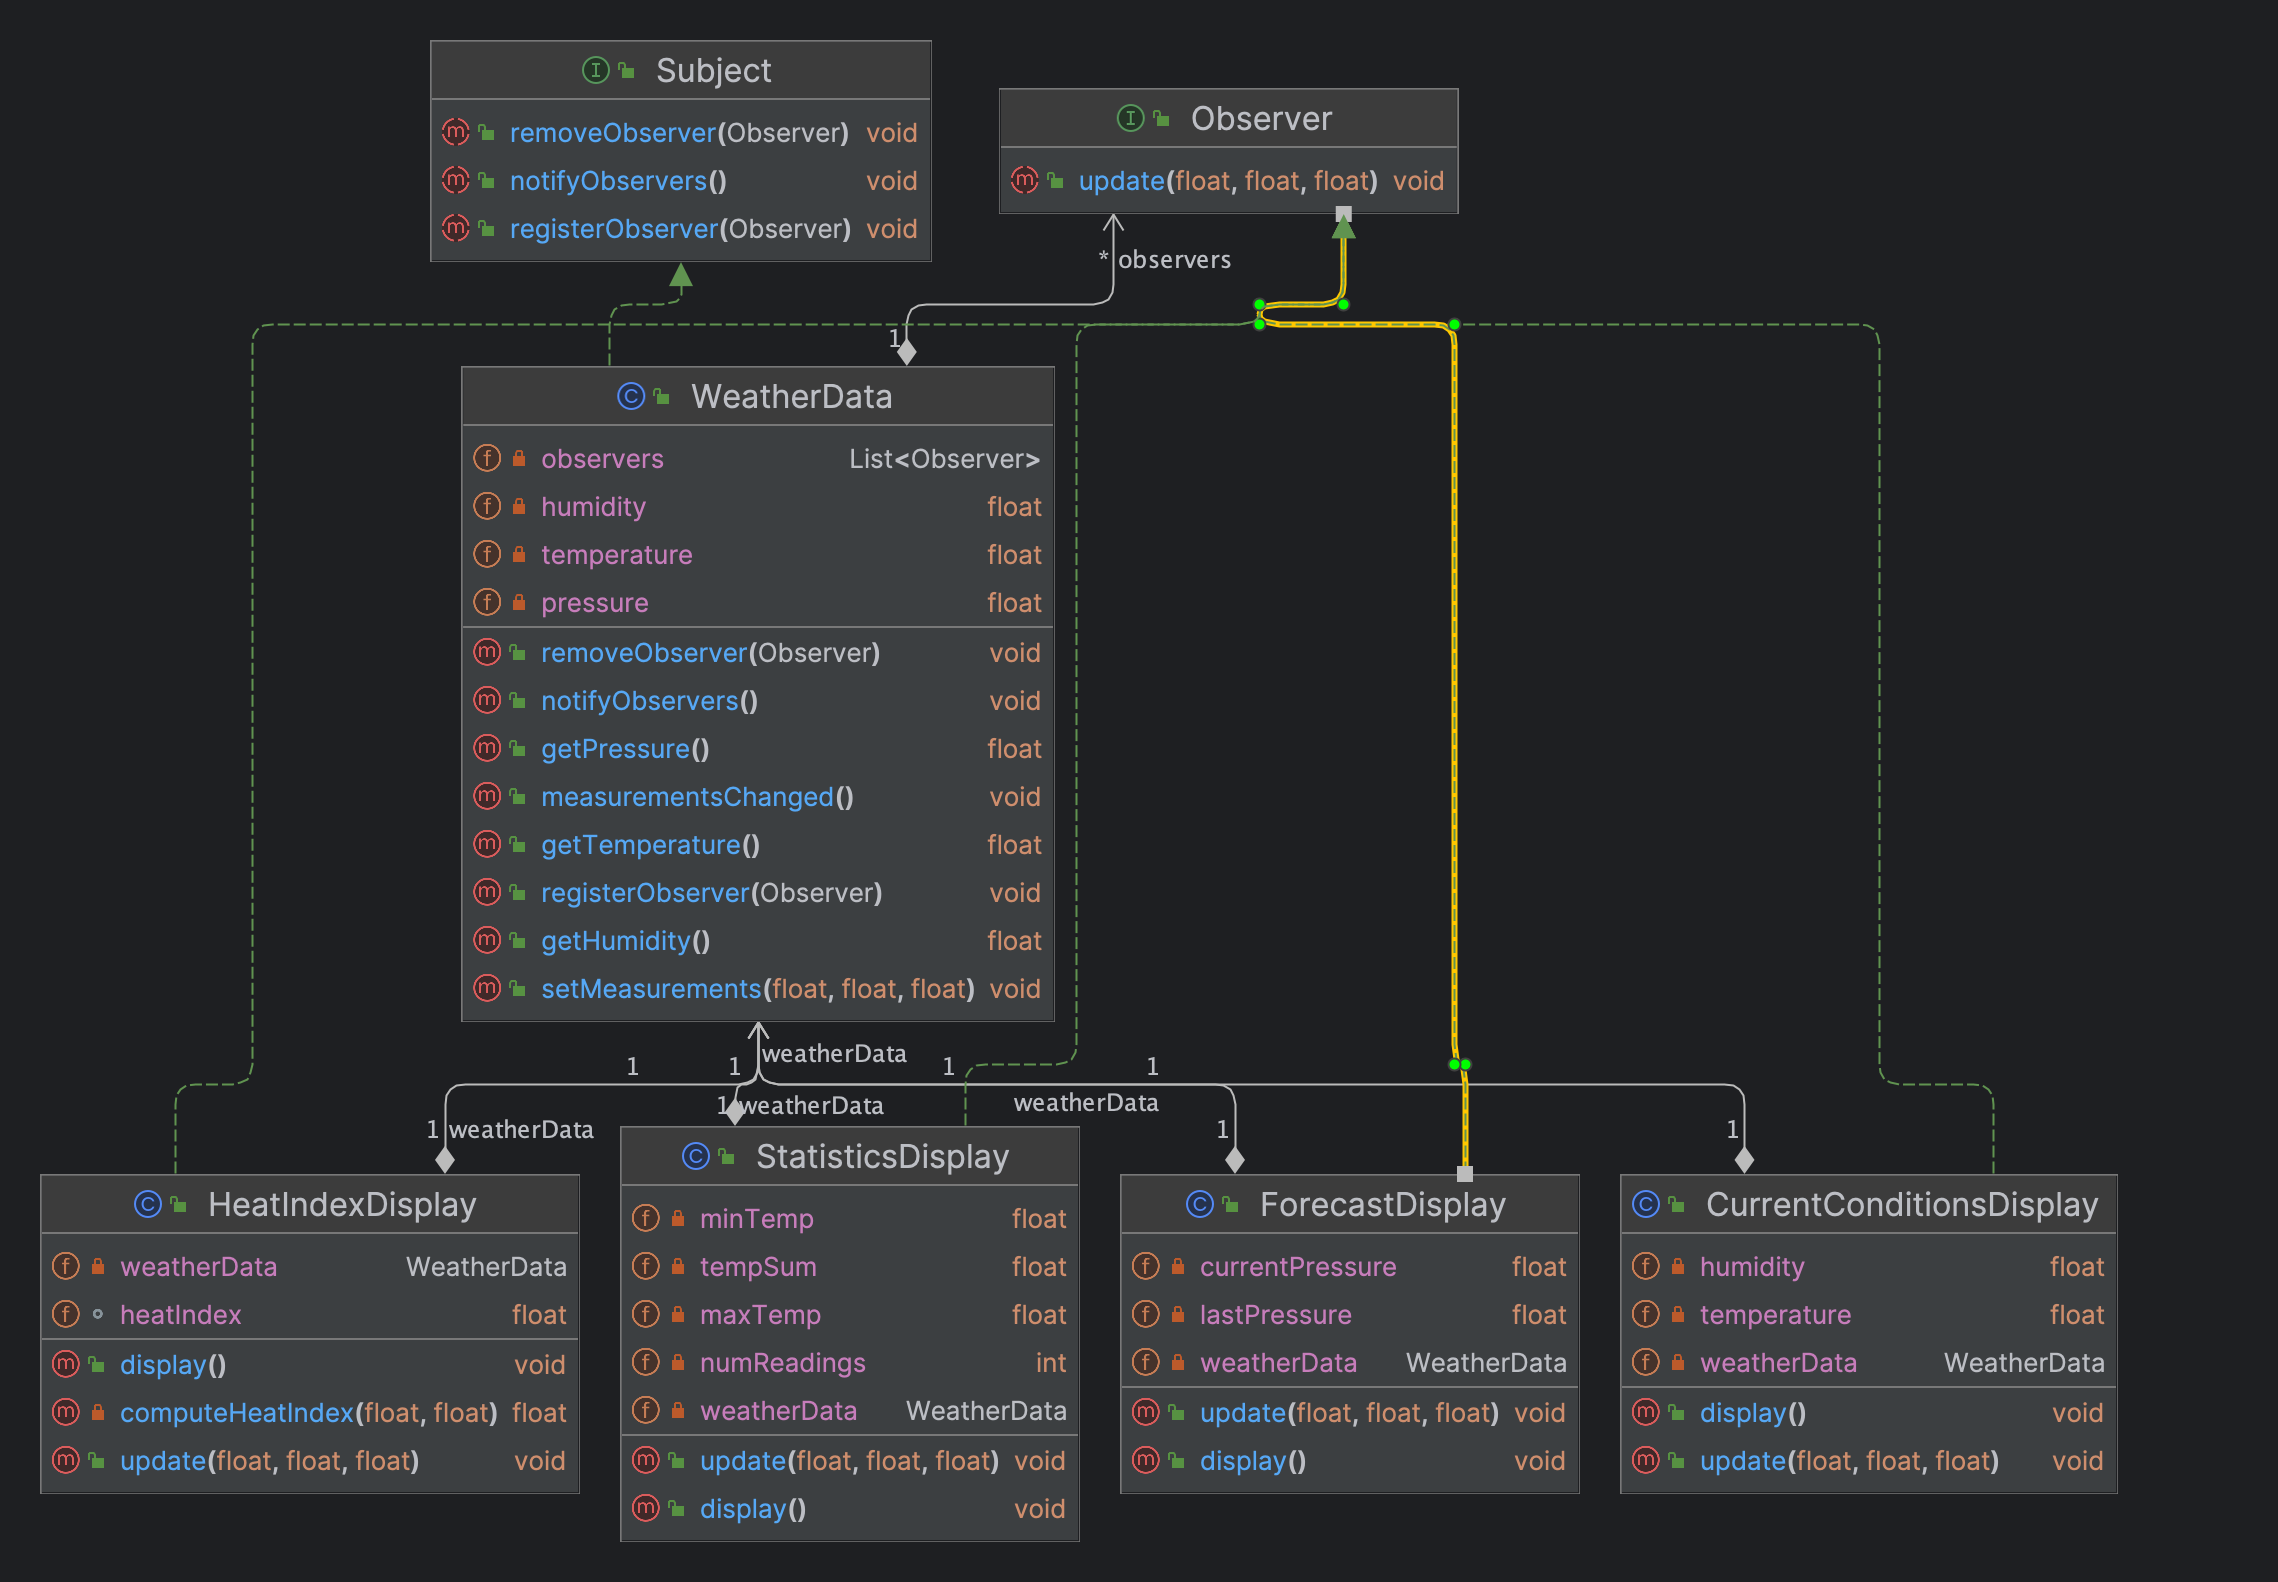 Subject
removeObserver(Observer) void
notifyObservers() void
registerObserver(Observer) void
Observer
update(float, float, float) void
* observers
1
WeatherData
observers List<Observer>
humidity float
temperature float
pressure float
removeObserver(Observer) void
notifyObservers() void
getPressure() float
measurementsChanged() void
getTemperature() float
registerObserver(Observer) void
getHumidity() float
setMeasurements(float, float, float) void
weatherData
1 1 1 1
1 weatherData
weatherData
1 weatherData
1
1
HeatIndexDisplay
weatherData WeatherData
heatIndex float
display() void
computeHeatIndex(float, float) float
update(float, float, float) void
StatisticsDisplay
minTemp float
tempSum float
maxTemp float
numReadings int
weatherData WeatherData
update(float, float, float) void
display() void
ForecastDisplay
currentPressure float
lastPressure float
weatherData WeatherData
update(float, float, float) void
display() void
CurrentConditionsDisplay
humidity float
temperature float
weatherData WeatherData
display() void
update(float, float, float) void